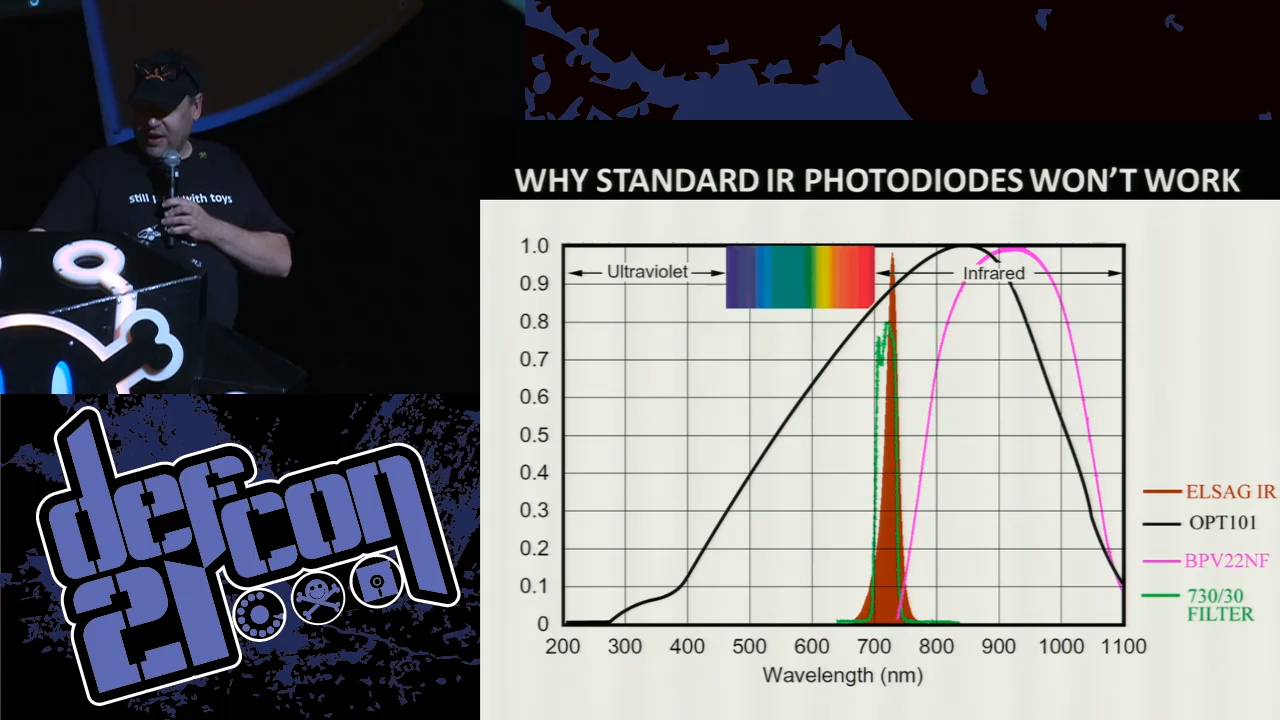 still with toys
defcon
21
WHY STANDARD IR PHOTODIODES WON'T WORK
Ultraviolet
Infrared
1.0
0.9
0.8
0.7
0.6
0.5
0.4
0.3
0.2
0.1
0
200 300 400 500 600 700 800 900 1000 1100
Wavelength (nm)
ELSAG IR
OPT101
BPV22NF
730/30
FILTER